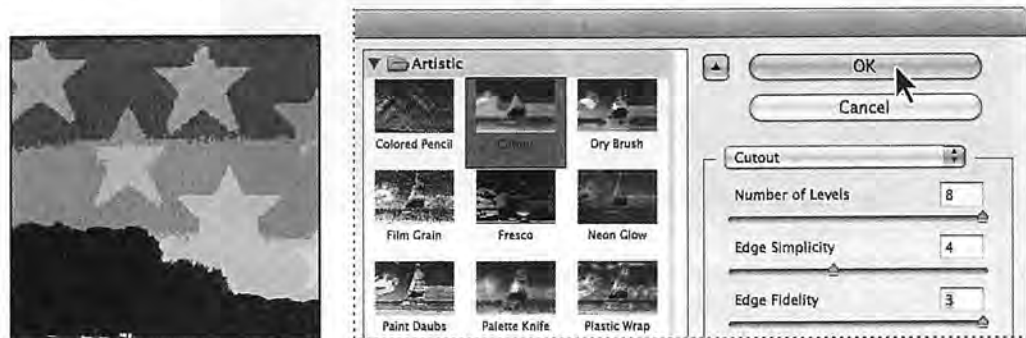 Artistic
Colored Pencil
Cutout
Dry Brush
Film Grain
Fresco
Neon Glow
Paint Daubs
Palette Knife
Plastic Wrap
OK
Cancel
Cutout
Number of Levels 8
Edge Simplicity 4
Edge Fidelity 3